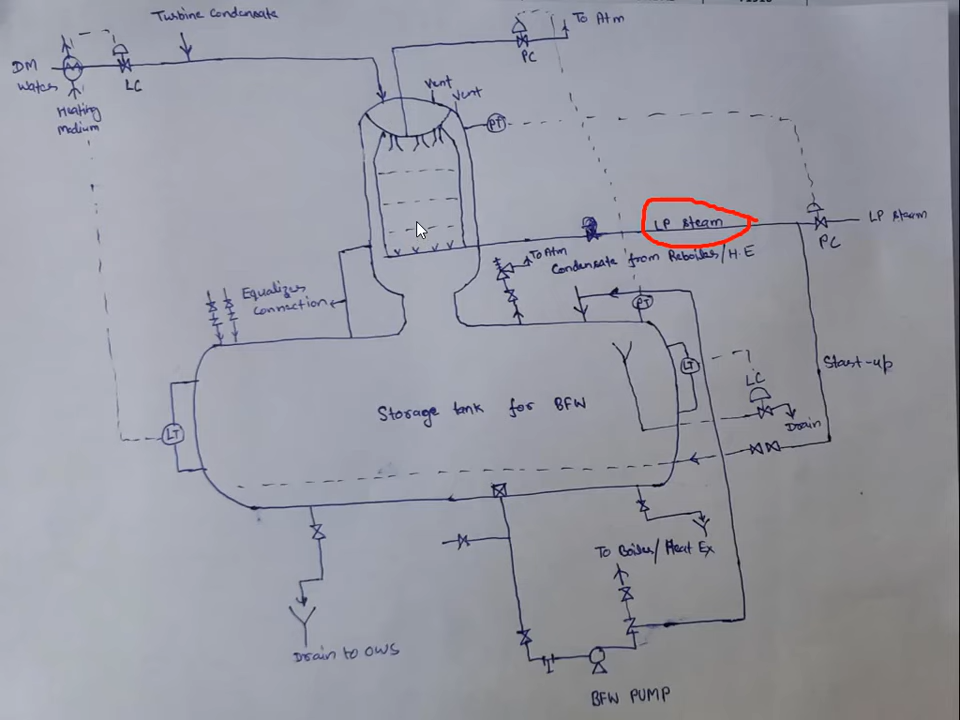 Turbine Condensate
To Atm
PC
DM
Water
LC
Heating
medium
Vent
Vent
PT
LP steam
LP steam
PC
To Atm
Condensate from Reboiler/H.E
Equalizer
connection
PT
LT
Start-up
LC
Storage tank for BFW
Drain
LT
To Boiler/Heat Ex
Drain to OWS
BFW PUMP